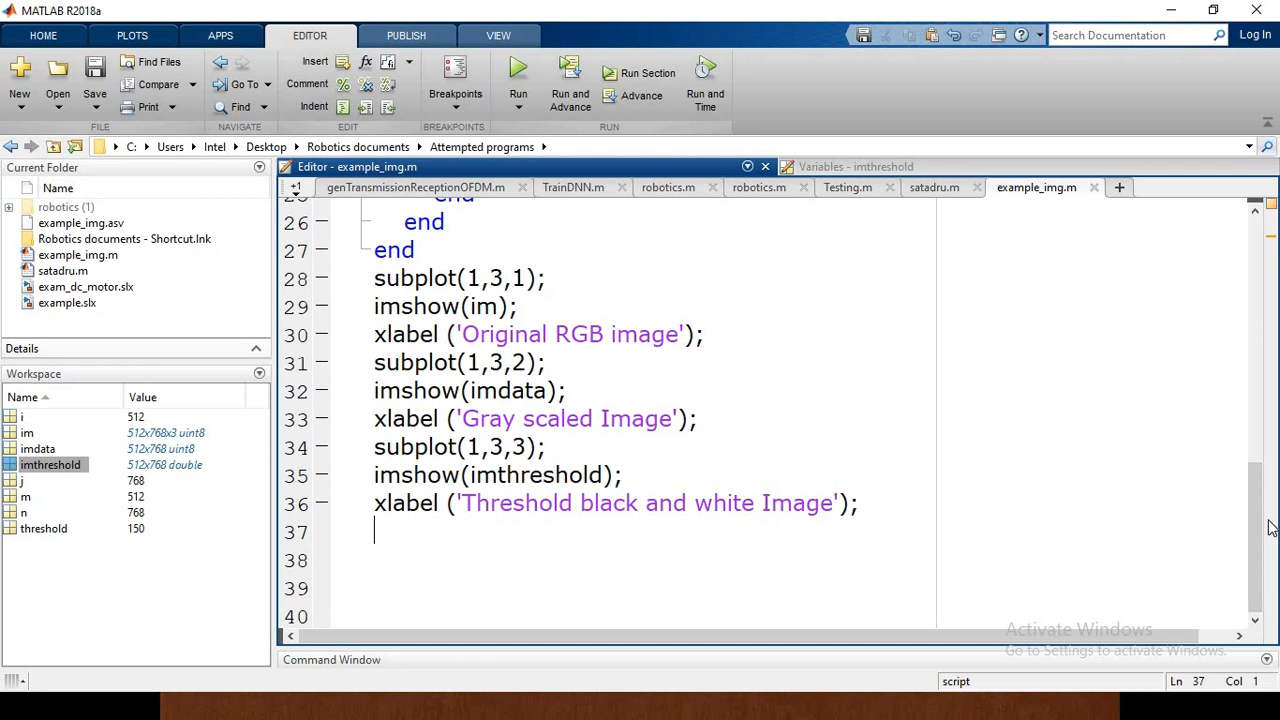 MATLAB R2018a
HOME PLOTS APPS EDITOR PUBLISH VIEW Search Documentation Log In
Find Files Insert fx
Compare Go To Comment % Run Section
New Open Save Breakpoints Run Run and Advance Advance Run and Time
Print Find Indent
FILE NAVIGATE EDIT BREAKPOINTS RUN
C: Users Intel Desktop Robotics documents Attempted programs
Current Folder
Name
robotics (1)
example_img.asv
Robotics documents - Shortcut.lnk
example_img.m
satadru.m
exam_dc_motor.slx
example.slx
Details
Workspace
Name Value
i 512
im 512x768x3 uint8
imdata 512x768 uint8
imthreshold 512x768 double
j 768
m 512
n 768
threshold 150
Editor - example_img.m Variables - imthreshold
genTransmissionReceptionOFDM.m TrainDNN.m robotics.m robotics.m Testing.m satadru.m example_img.m
25 end
26 end
27 end
28 subplot(1,3,1);
29 imshow(im);
30 xlabel ('Original RGB image');
31 subplot(1,3,2);
32 imshow(imdata);
33 xlabel ('Gray scaled Image');
34 subplot(1,3,3);
35 imshow(imthreshold);
36 xlabel ('Threshold black and white Image');
37
38
39
40
Activate Windows
Go to Settings to activate Windows.
Command Window
script Ln 37 Col 1